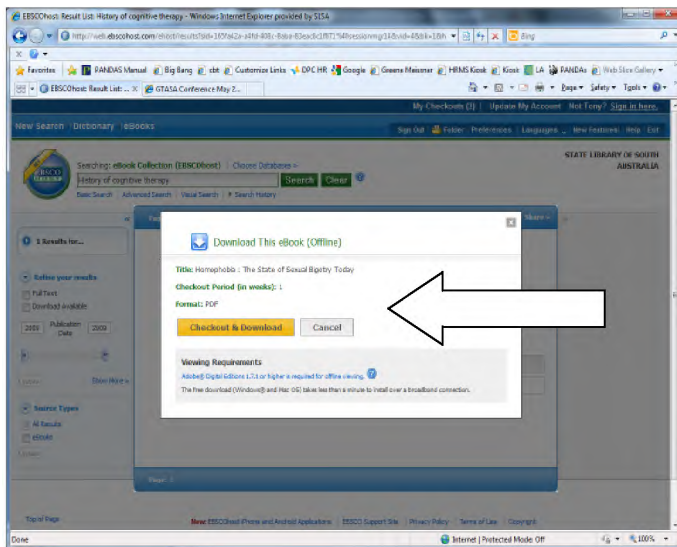 EBSCOhost: Result List: History of cognitive therapy - Windows Internet Explorer provided by SLSA
Bing
Favorites RANDAS Manual Big Bang cbt Customize Links DPC HR Google Greene Meissner HRMS Kiosk Kiosk LA PANDAs Web Slice Gallery
EBSCOhost: Result List: ... X GTASA Conference May 2... Page Safety Tools
My Checkouts (1) | Update My Account Not Tony? Sign in here.
New Search Dictionary eBooks Sign Out Folder Preferences Languages New Features! Help Exit
STATE LIBRARY OF SOUTH AUSTRALIA
Searching: eBook Collection (EBSCOhost) | Choose Databases »
EBSCO
HOST
History of cognitive therapy Search Clear
Basic Search Advanced Search Visual Search Search History
Share
1 Results for...
Download This eBook (Offline)
Title: Homophobia : The State of Sexual Bigotry Today
Refine your results
Checkout Period (in weeks): 1
Full Text
Format: PDF
Download Available
2009 Publication Date 2009
Checkout & Download Cancel
Viewing Requirements
Adobe® Digital Editions 1.7.1 or higher is required for offline viewing.
Show More »
The free download (Windows® and Mac OS) takes less than a minute to install over a broadband connection.
Source Types
All Results
eBooks
Page: 1
Top of Page New: EBSCOhost iPhone and Android Applications EBSCO Support Site Privacy Policy Terms of Use Copyright
Done Internet | Protected Mode: Off 100%